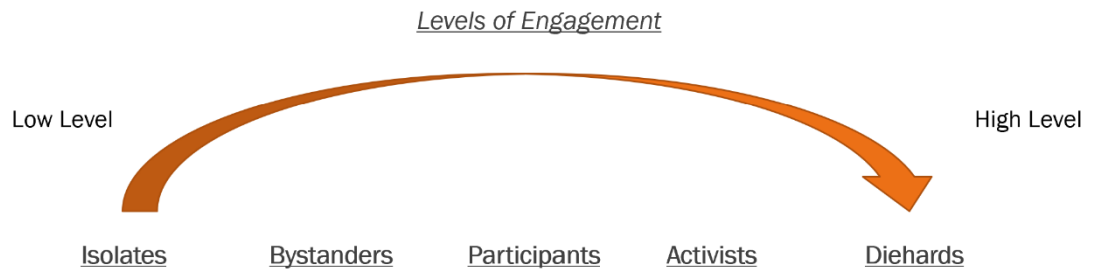 Levels of Engagement
Low Level
High Level
Isolates Bystanders Participants Activists Diehards